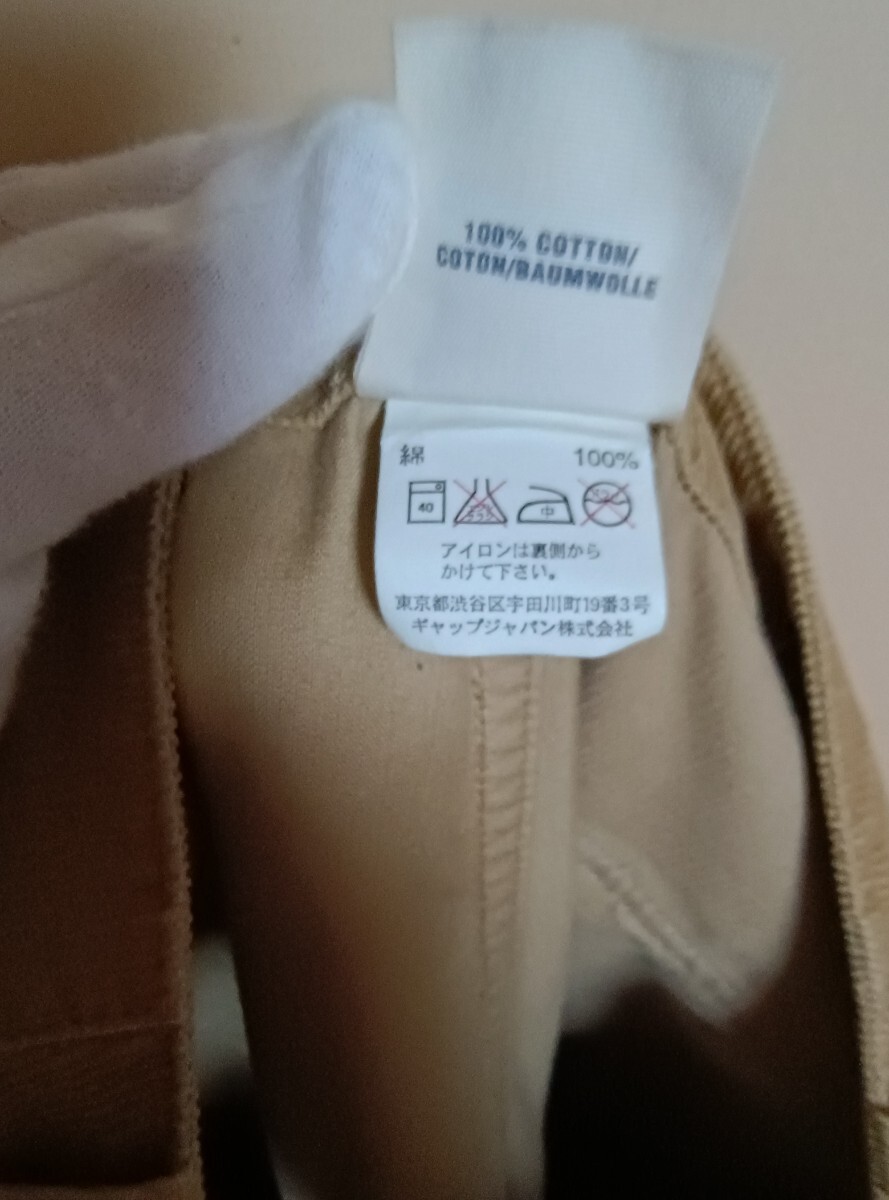 100% COTTON/
COTON/BAUMWOLLE
綿 100%
40 中
アイロンは裏側から
かけて下さい。
東京都渋谷区宇田川町19番3号
ギャップジャパン株式会社